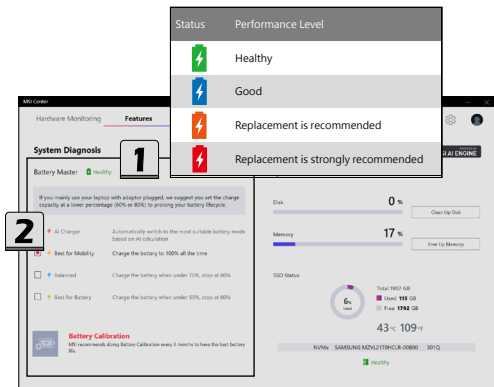 Status Performance Level
Healthy
Good
Replacement is recommended
Replacement is strongly recommended
MSI Center
Hardware Monitoring Features
System Diagnosis
AI ENGINE
1
Battery Master Healthy
If you mainly use your laptop with adaptor plugged, we suggest you set the charge
capacity at a lower percentage (60% or 80%) to prolong your battery lifecycle.
2
AI Charger Automatically switch to the most suitable battery mode
based on AI calculation
Best for Mobility Charge the battery to 100% all the time
Balanced Charge the battery when under 70%, stop at 80%
Best for Battery Charge the battery when under 50%, stop at 60%
Battery Calibration
MSI recommends doing Battery Calibration every 3 months to have the best battery
life.
Disk 0 %
Clean Up Disk
Memory 17 %
Free Up Memory
SSD Status
6%
Used
Total 1907 GB
Used 115 GB
Free 1792 GB
43 °C 109 °F
NVMe SAMSUNG MZVL21T0HCLR-00B00 301Q
Healthy